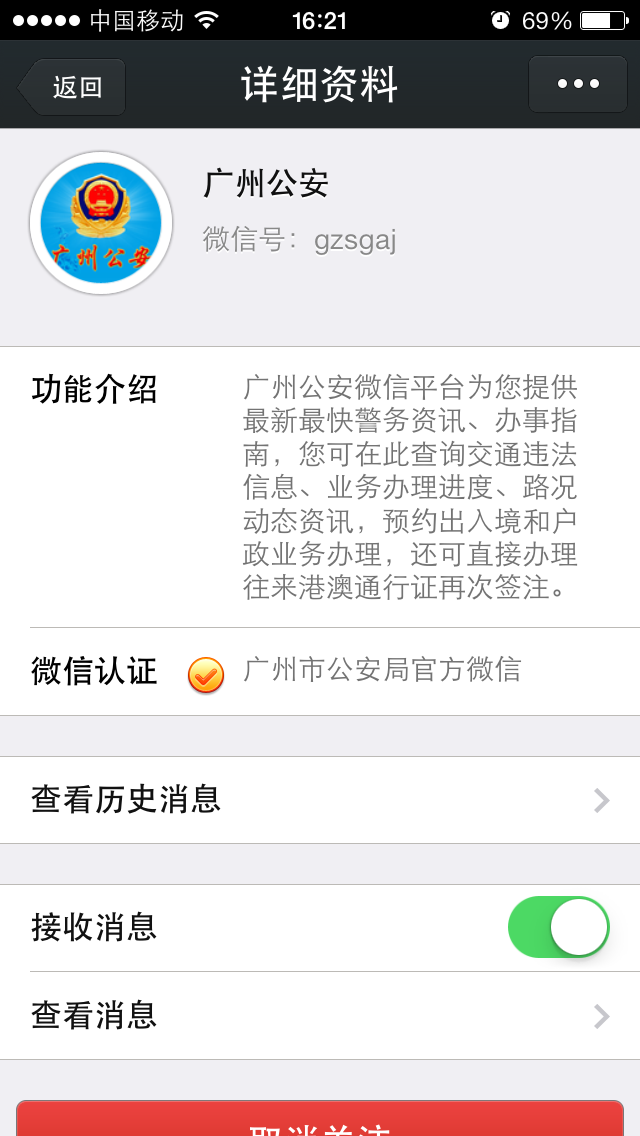 中国移动 16:21 69%
返回 详细资料
广州公安
广州公安
微信号：gzsgaj
功能介绍
广州公安微信平台为您提供
最新最快警务资讯、办事指
南，您可在此查询交通违法
信息、业务办理进度、路况
动态资讯，预约出入境和户
政业务办理，还可直接办理
往来港澳通行证再次签注。
微信认证 广州市公安局官方微信
查看历史消息
接收消息
查看消息
取消关注